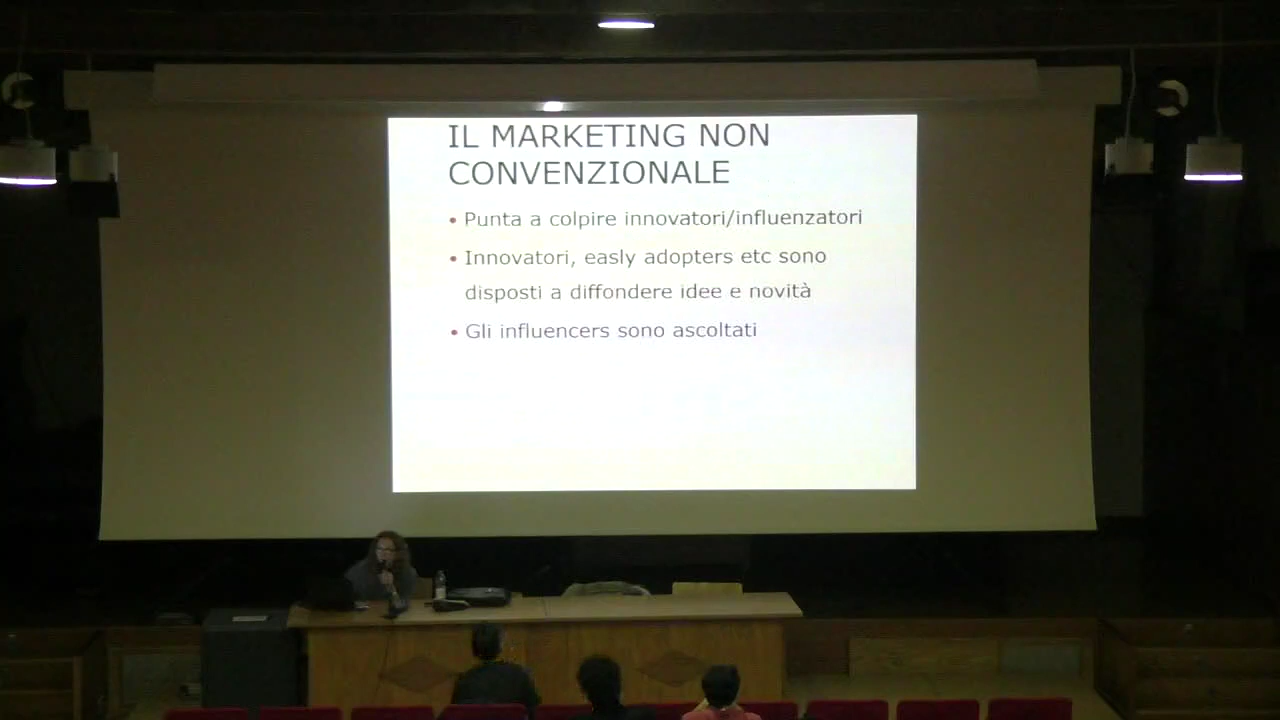 IL MARKETING NON
CONVENZIONALE
• Punta a colpire innovatori/influenzatori
• Innovatori, easly adopters etc sono
disposti a diffondere idee e novità
• Gli influencers sono ascoltati